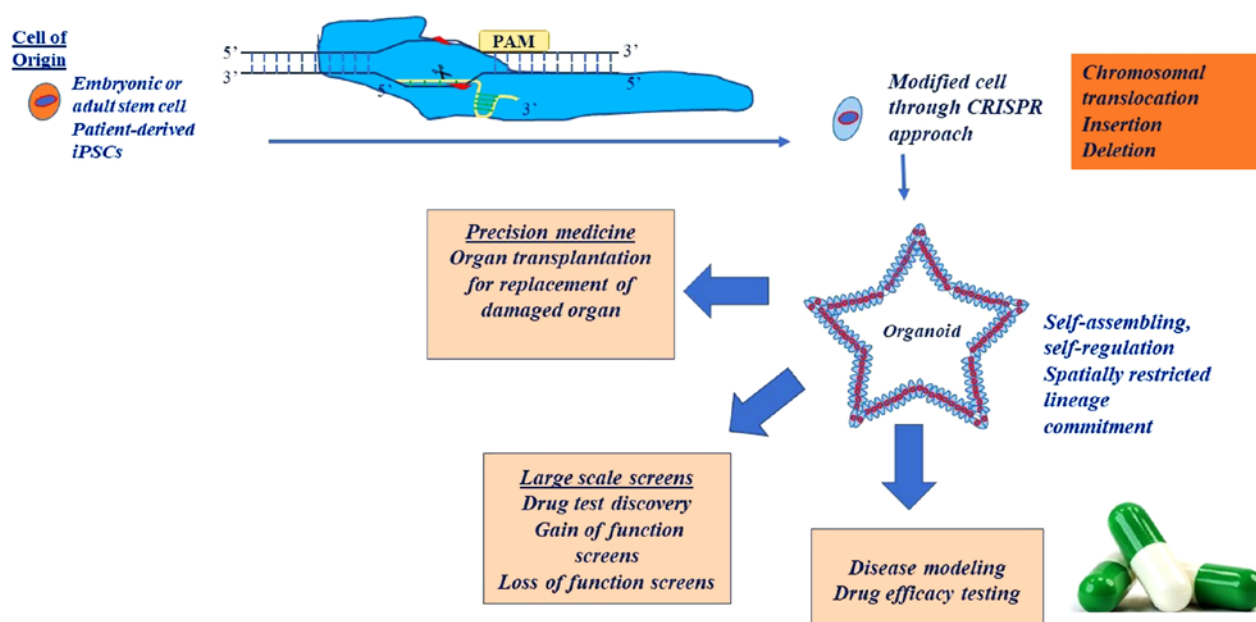 Cell of
Origin
Embryonic or
adult stem cell
Patient-derived
iPSCs
5’
3’
PAM
3’
5’
5’
3’
Modified cell
through CRISPR
approach
Chromosomal
translocation
Insertion
Deletion
Precision medicine
Organ transplantation
for replacement of
damaged organ
Organoid
Self-assembling,
self-regulation
Spatially restricted
lineage
commitment
Large scale screens
Drug test discovery
Gain of function
screens
Loss of function screens
Disease modeling
Drug efficacy testing